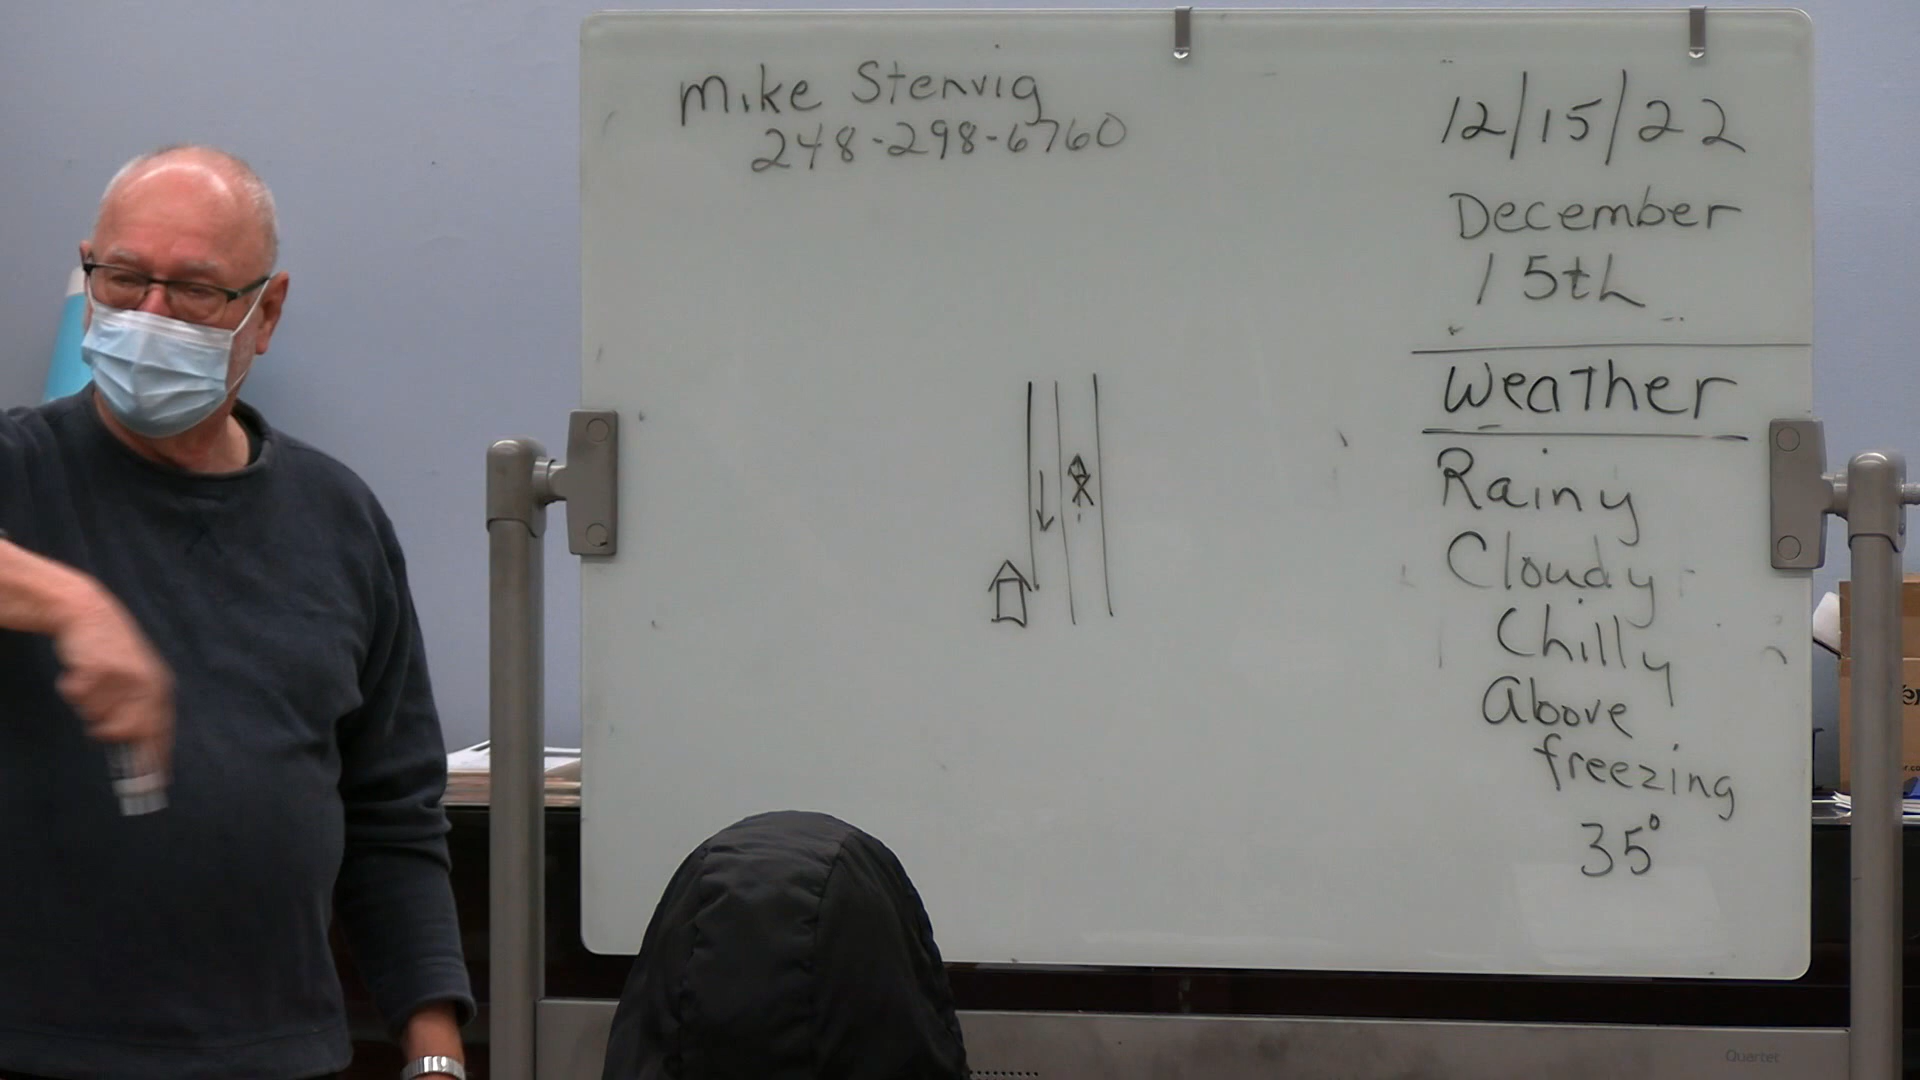 Mike Stenvig
248-298-6760
12/15/22
December
15th
Weather
Rainy
Cloudy
Chilly
Above
freezing
35°
Quartet